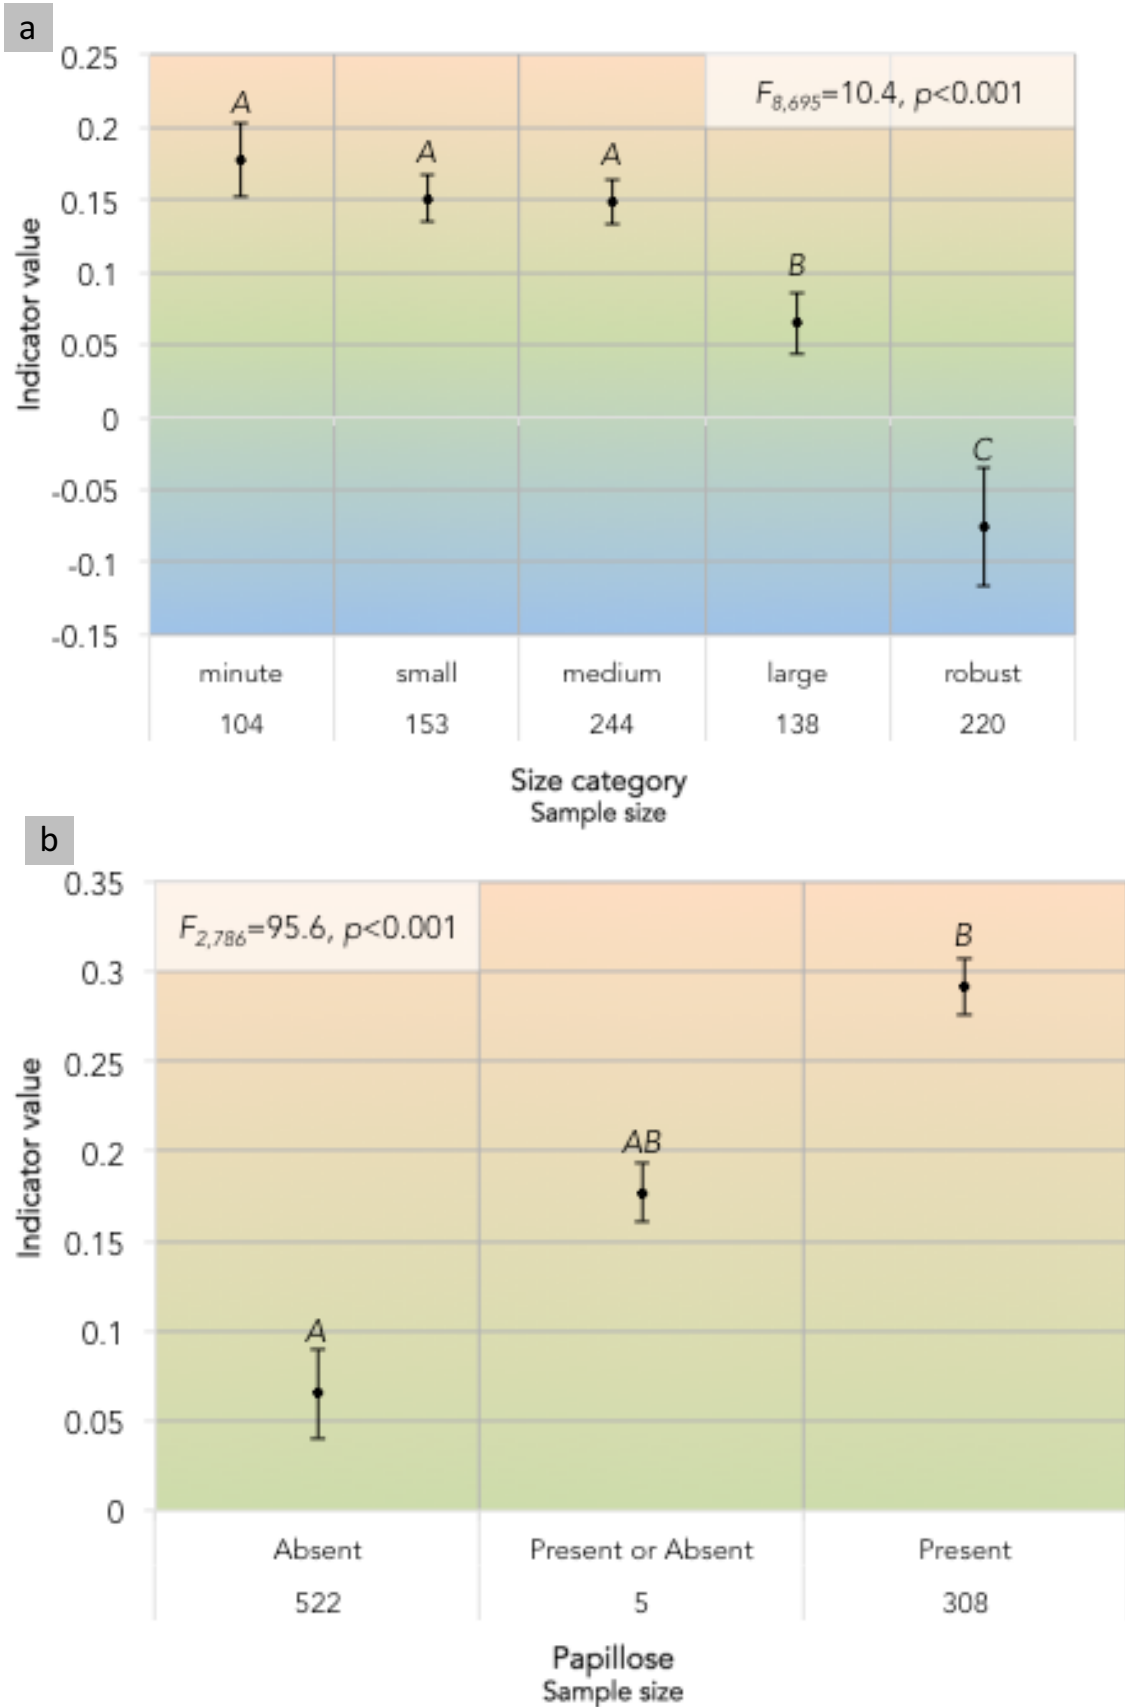 a
0.25
0.2
0.15
0.1
0.05
0
-0.05
-0.1
-0.15
Indicator value
F8,695=10.4, p<0.001
A
A
A
B
C
minute small medium large robust
104 153 244 138 220
Size category
Sample size
b
0.35
0.3
0.25
0.2
0.15
0.1
0.05
0
Indicator value
F2,786=95.6, p<0.001
A
AB
B
Absent Present or Absent Present
522 5 308
Papillose
Sample size